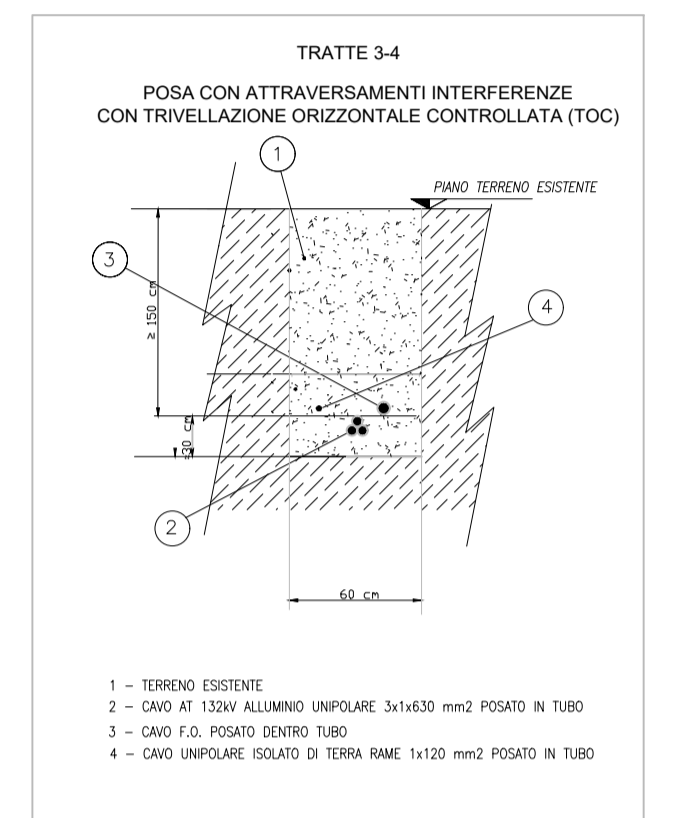 TRATTE 3-4
POSA CON ATTRAVERSAMENTI INTERFERENZE
CON TRIVELLAZIONE ORIZZONTALE CONTROLLATA (TOC)
1
PIANO TERRENO ESISTENTE
3
4
≥ 150 cm
=30 cm
2
60 cm
1 – TERRENO ESISTENTE
2 – CAVO AT 132kV ALLUMINIO UNIPOLARE 3x1x630 mm2 POSATO IN TUBO
3 – CAVO F.O. POSATO DENTRO TUBO
4 – CAVO UNIPOLARE ISOLATO DI TERRA RAME 1x120 mm2 POSATO IN TUBO